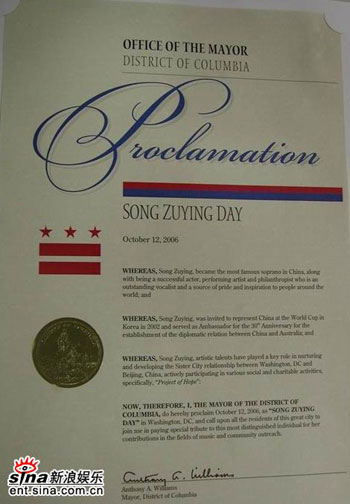 OFFICE OF THE MAYOR
DISTRICT OF COLUMBIA
Proclamation
SONG ZUYING DAY
October 12, 2006
WHEREAS, Song Zuying, became the most famous soprano in China, along
with being a successful actor, performing artist and philanthropist who is an
outstanding vocalist and a source of pride and inspiration to people around the
world; and
WHEREAS, Song Zuying, was invited to represent China at the World Cup in
Korea in 2002 and served as Ambassador for the 30th Anniversary for the
establishment of the diplomatic relation between China and Australia; and
WHEREAS, Song Zuying, artistic talents have played a key role in nurturing
and developing the Sister City relationship between Washington, DC and
Beijing, China, actively participating in various social and charitable activities,
specifically, "Project of Hope":
NOW, THEREFORE, I, THE MAYOR OF THE DISTRICT OF
COLUMBIA, do hereby proclaim October 12, 2006, as "SONG ZUYING
DAY" in Washington, DC, and call upon all the residents of this great city to
join me in paying special tribute to this most distinguished individual for her
contributions in the fields of music and community outreach.
Anthony A. Williams
Anthony A. Williams
Mayor, District of Columbia
sina新浪娱乐
ent.sina.com.cn